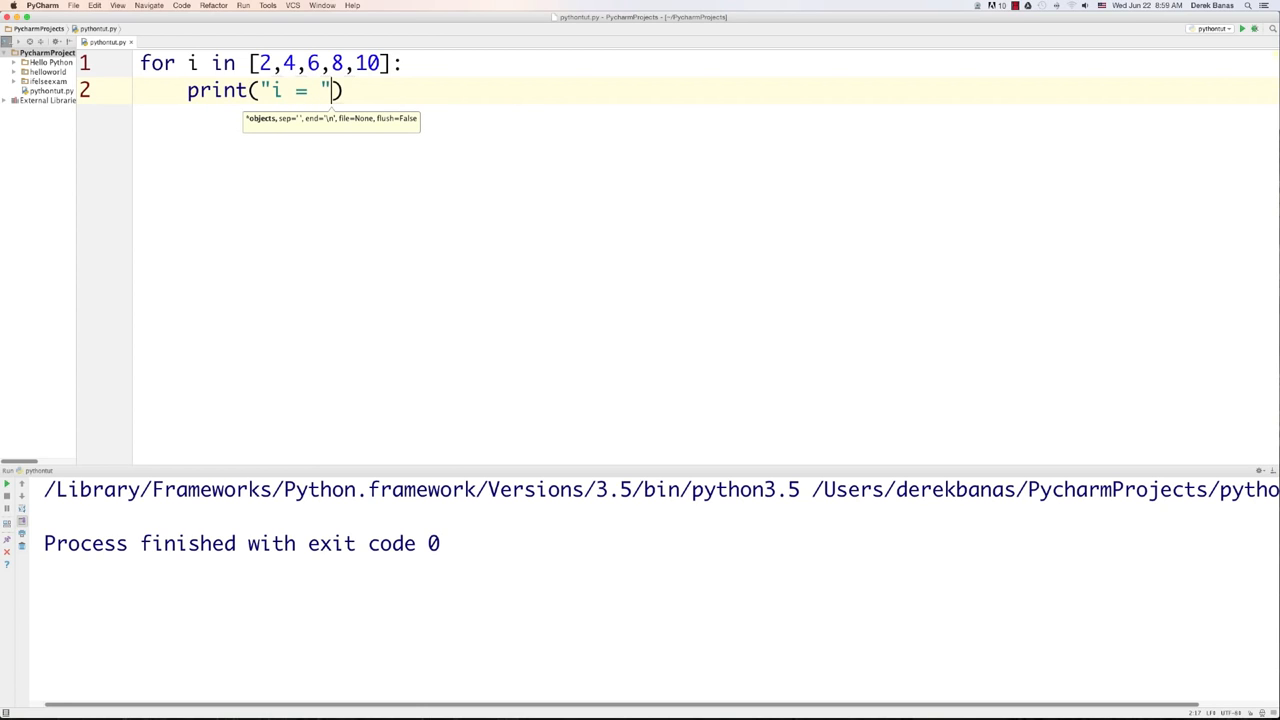 PyCharm File Edit View Navigate Code Refactor Run Tools VCS Window Help 10 Wed Jun 22 8:59 AM Derek Banas
pythontut.py - PycharmProjects - [~/PycharmProjects]
PycharmProjects pythontut.py pythontut
pythontut.py
PycharmProject
Hello Python
helloworld
ifelseexam
pythontut.py
External Librarie
1 for i in [2,4,6,8,10]:
2 print("i = ")
*objects, sep=' ', end='\n', file=None, flush=False
Run pythontut
/Library/Frameworks/Python.framework/Versions/3.5/bin/python3.5 /Users/derekbanas/PycharmProjects/pytho
Process finished with exit code 0
2:17 LF UTF-8